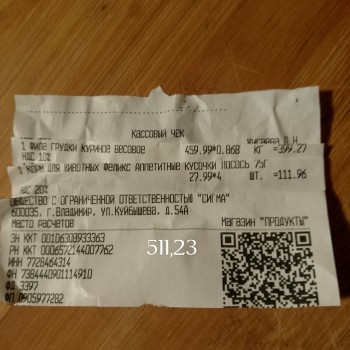 КАССОВЫЙ ЧЕК
1 ФИЛЕ ГРУДКИ КУРИНОЕ ВЕСОВОЕ 459.99*0.868 КГ =399.27
НДС 10%
1 КОРМ ДЛЯ ЖИВОТНЫХ ФЕЛИКС АППЕТИТНЫЕ КУСОЧКИ ЛОСОСЬ 75Г
27.99*4 ШТ. =111.96
НДС 20%
ОБЩЕСТВО С ОГРАНИЧЕННОЙ ОТВЕТСТВЕННОСТЬЮ "СИГМА"
600035, г.Владимир, ул.Куйбышева, д.54А
Место расчетов Магазин "ПРОДУКТЫ"
ЗН ККТ 00106308933363
РН ККТ 0006572144007762
ИНН 7728464314
ФН 7384440901114910
ФД 3397
ФП 0905977282
511,23